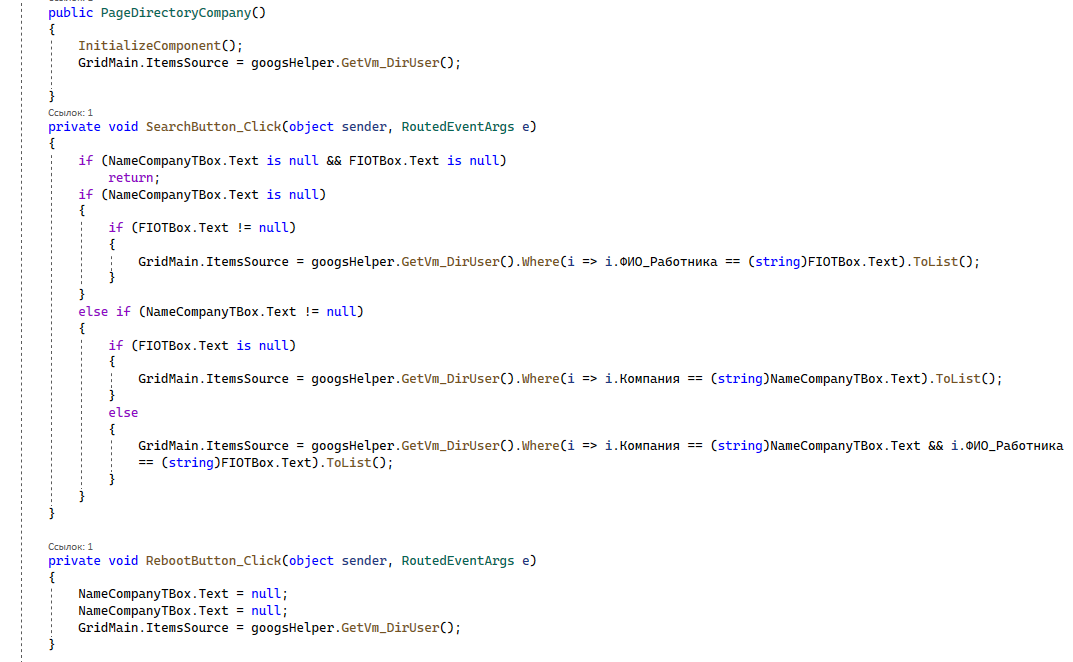 public PageDirectoryCompany()
{
InitializeComponent();
GridMain.ItemsSource = googsHelper.GetVm_DirUser();
}
Ссылок: 1
private void SearchButton_Click(object sender, RoutedEventArgs e)
{
if (NameCompanyTBox.Text is null && FIOTBox.Text is null)
return;
if (NameCompanyTBox.Text is null)
{
if (FIOTBox.Text != null)
{
GridMain.ItemsSource = googsHelper.GetVm_DirUser().Where(i => i.ФИО_Работника == (string)FIOTBox.Text).ToList();
}
}
else if (NameCompanyTBox.Text != null)
{
if (FIOTBox.Text is null)
{
GridMain.ItemsSource = googsHelper.GetVm_DirUser().Where(i => i.Компания == (string)NameCompanyTBox.Text).ToList();
}
else
{
GridMain.ItemsSource = googsHelper.GetVm_DirUser().Where(i => i.Компания == (string)NameCompanyTBox.Text && i.ФИО_Работника
== (string)FIOTBox.Text).ToList();
}
}
}
Ссылок: 1
private void RebootButton_Click(object sender, RoutedEventArgs e)
{
NameCompanyTBox.Text = null;
NameCompanyTBox.Text = null;
GridMain.ItemsSource = googsHelper.GetVm_DirUser();
}